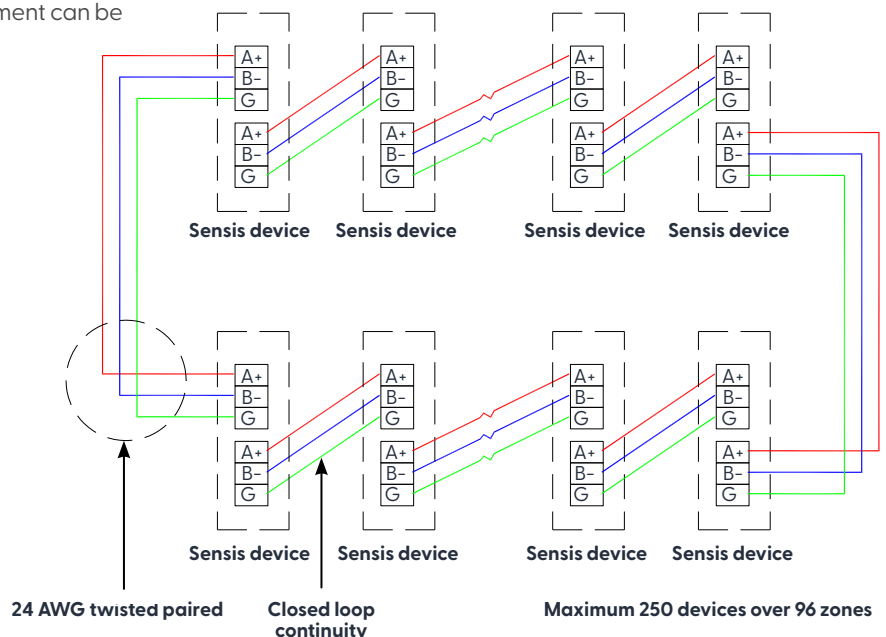 ment can be
A+ A+ A+ A+
B- B- B- B-
G G G G
A+ A+ A+ A+
B- B- B- B-
G G G G
Sensis device Sensis device Sensis device Sensis device
A+ A+ A+ A+
B- B- B- B-
G G G G
A+ A+ A+ A+
B- B- B- B-
G G G G
Sensis device Sensis device Sensis device Sensis device
24 AWG twisted paired Closed loop Maximum 250 devices over 96 zones
continuity